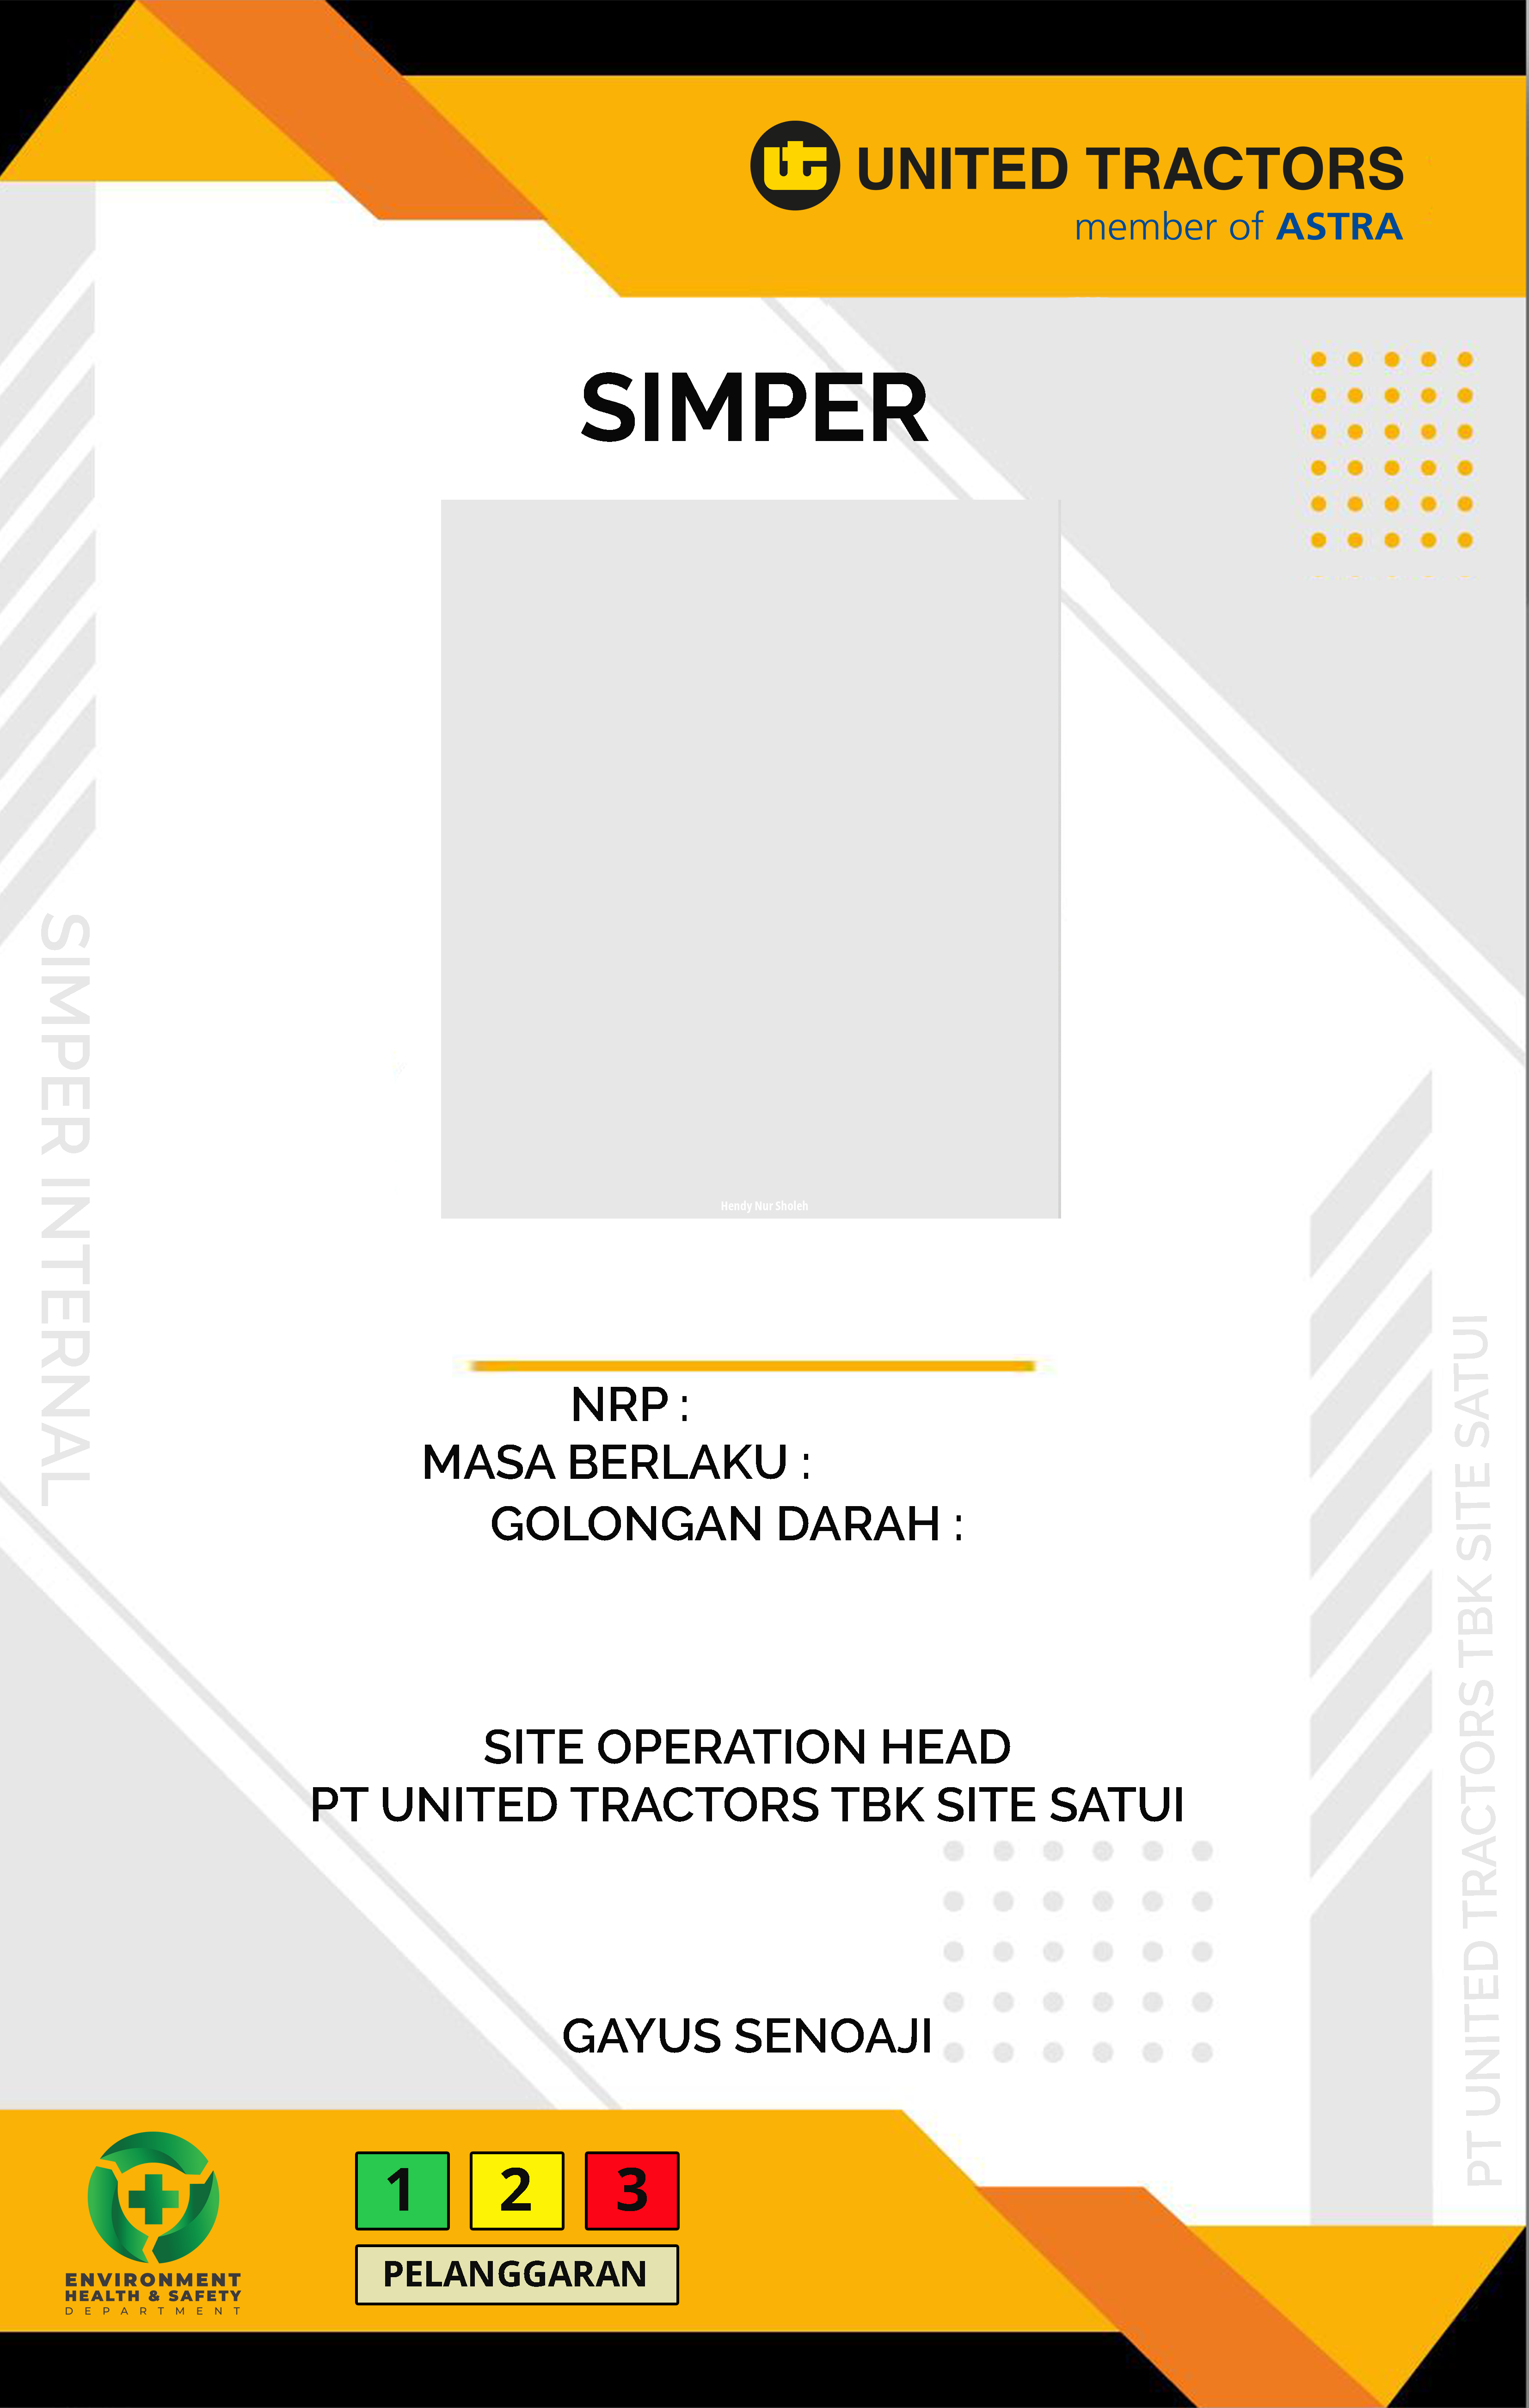 UNITED TRACTORS
member of ASTRA
SIMPER
Hendy Nur Sholeh
SIMPER INTERNAL
NRP :
MASA BERLAKU :
GOLONGAN DARAH :
PT UNITED TRACTORS TBK SITE SATUI
SITE OPERATION HEAD
PT UNITED TRACTORS TBK SITE SATUI
GAYUS SENOAJI
1 2 3
PELANGGARAN
ENVIRONMENT
HEALTH & SAFETY
DEPARTMENT